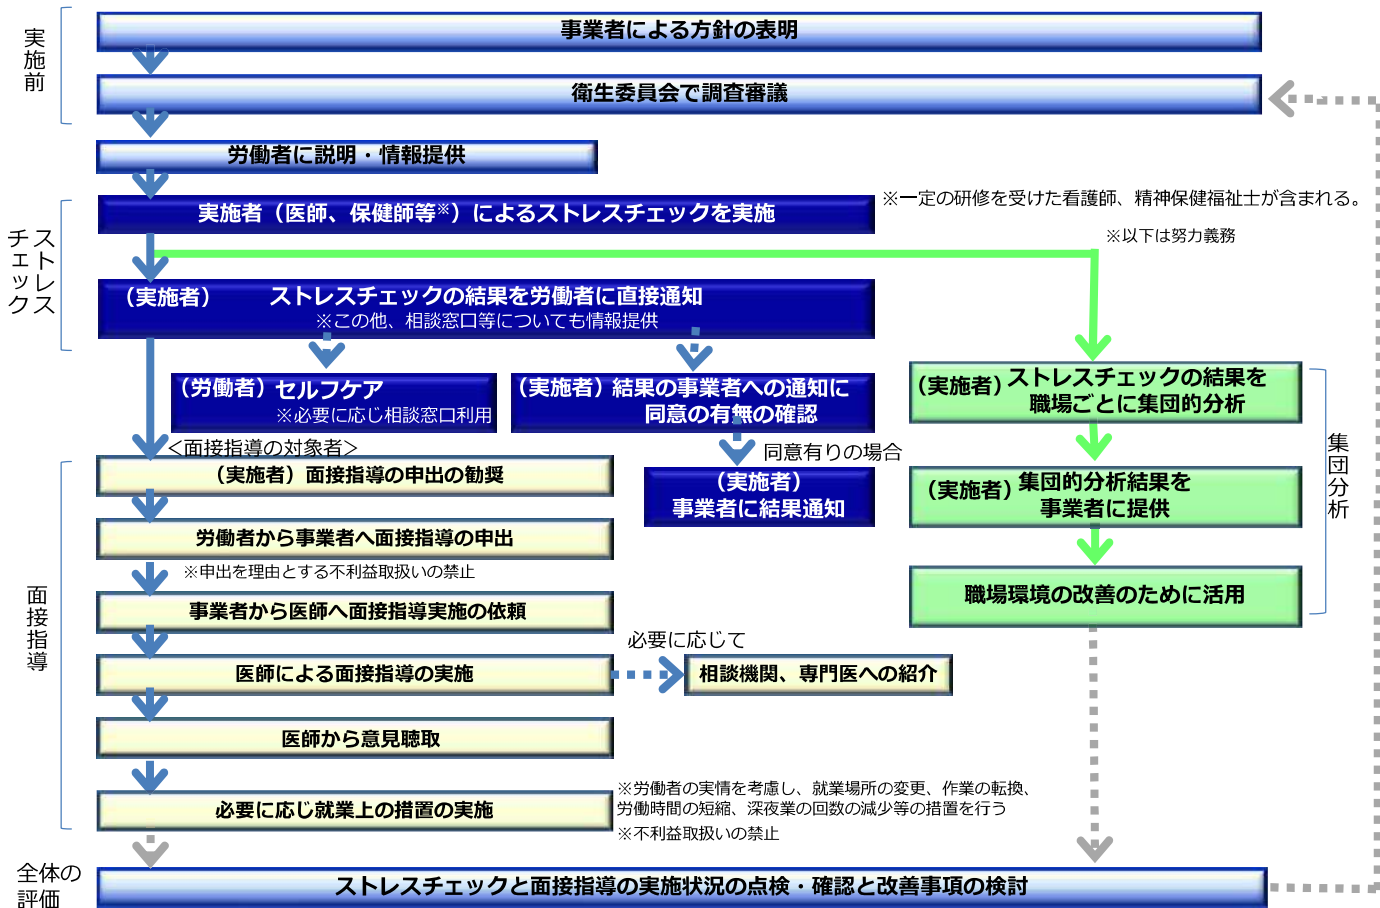 実施前
事業者による方針の表明
衛生委員会で調査審議
労働者に説明・情報提供
ストレス
チェック
実施者(医師、保健師等※)によるストレスチェックを実施
※一定の研修を受けた看護師、精神保健福祉士が含まれる。
※以下は努力義務
(実施者) ストレスチェックの結果を労働者に直接通知
※この他、相談窓口等についても情報提供
(労働者) セルフケア
※必要に応じ相談窓口利用
(実施者) 結果の事業者への通知に
同意の有無の確認
同意有りの場合
(実施者)
事業者に結果通知
(実施者) ストレスチェックの結果を
職場ごとに集団的分析
(実施者) 集団的分析結果を
事業者に提供
職場環境の改善のために活用
集団分析
<面接指導の対象者>
面接指導
(実施者)面接指導の申出の勧奨
労働者から事業者へ面接指導の申出
※申出を理由とする不利益取扱いの禁止
事業者から医師へ面接指導実施の依頼
医師による面接指導の実施
必要に応じて
相談機関、専門医への紹介
医師から意見聴取
必要に応じ就業上の措置の実施
※労働者の実情を考慮し、就業場所の変更、作業の転換、
労働時間の短縮、深夜業の回数の減少等の措置を行う
※不利益取扱いの禁止
全体の
評価
ストレスチェックと面接指導の実施状況の点検・確認と改善事項の検討